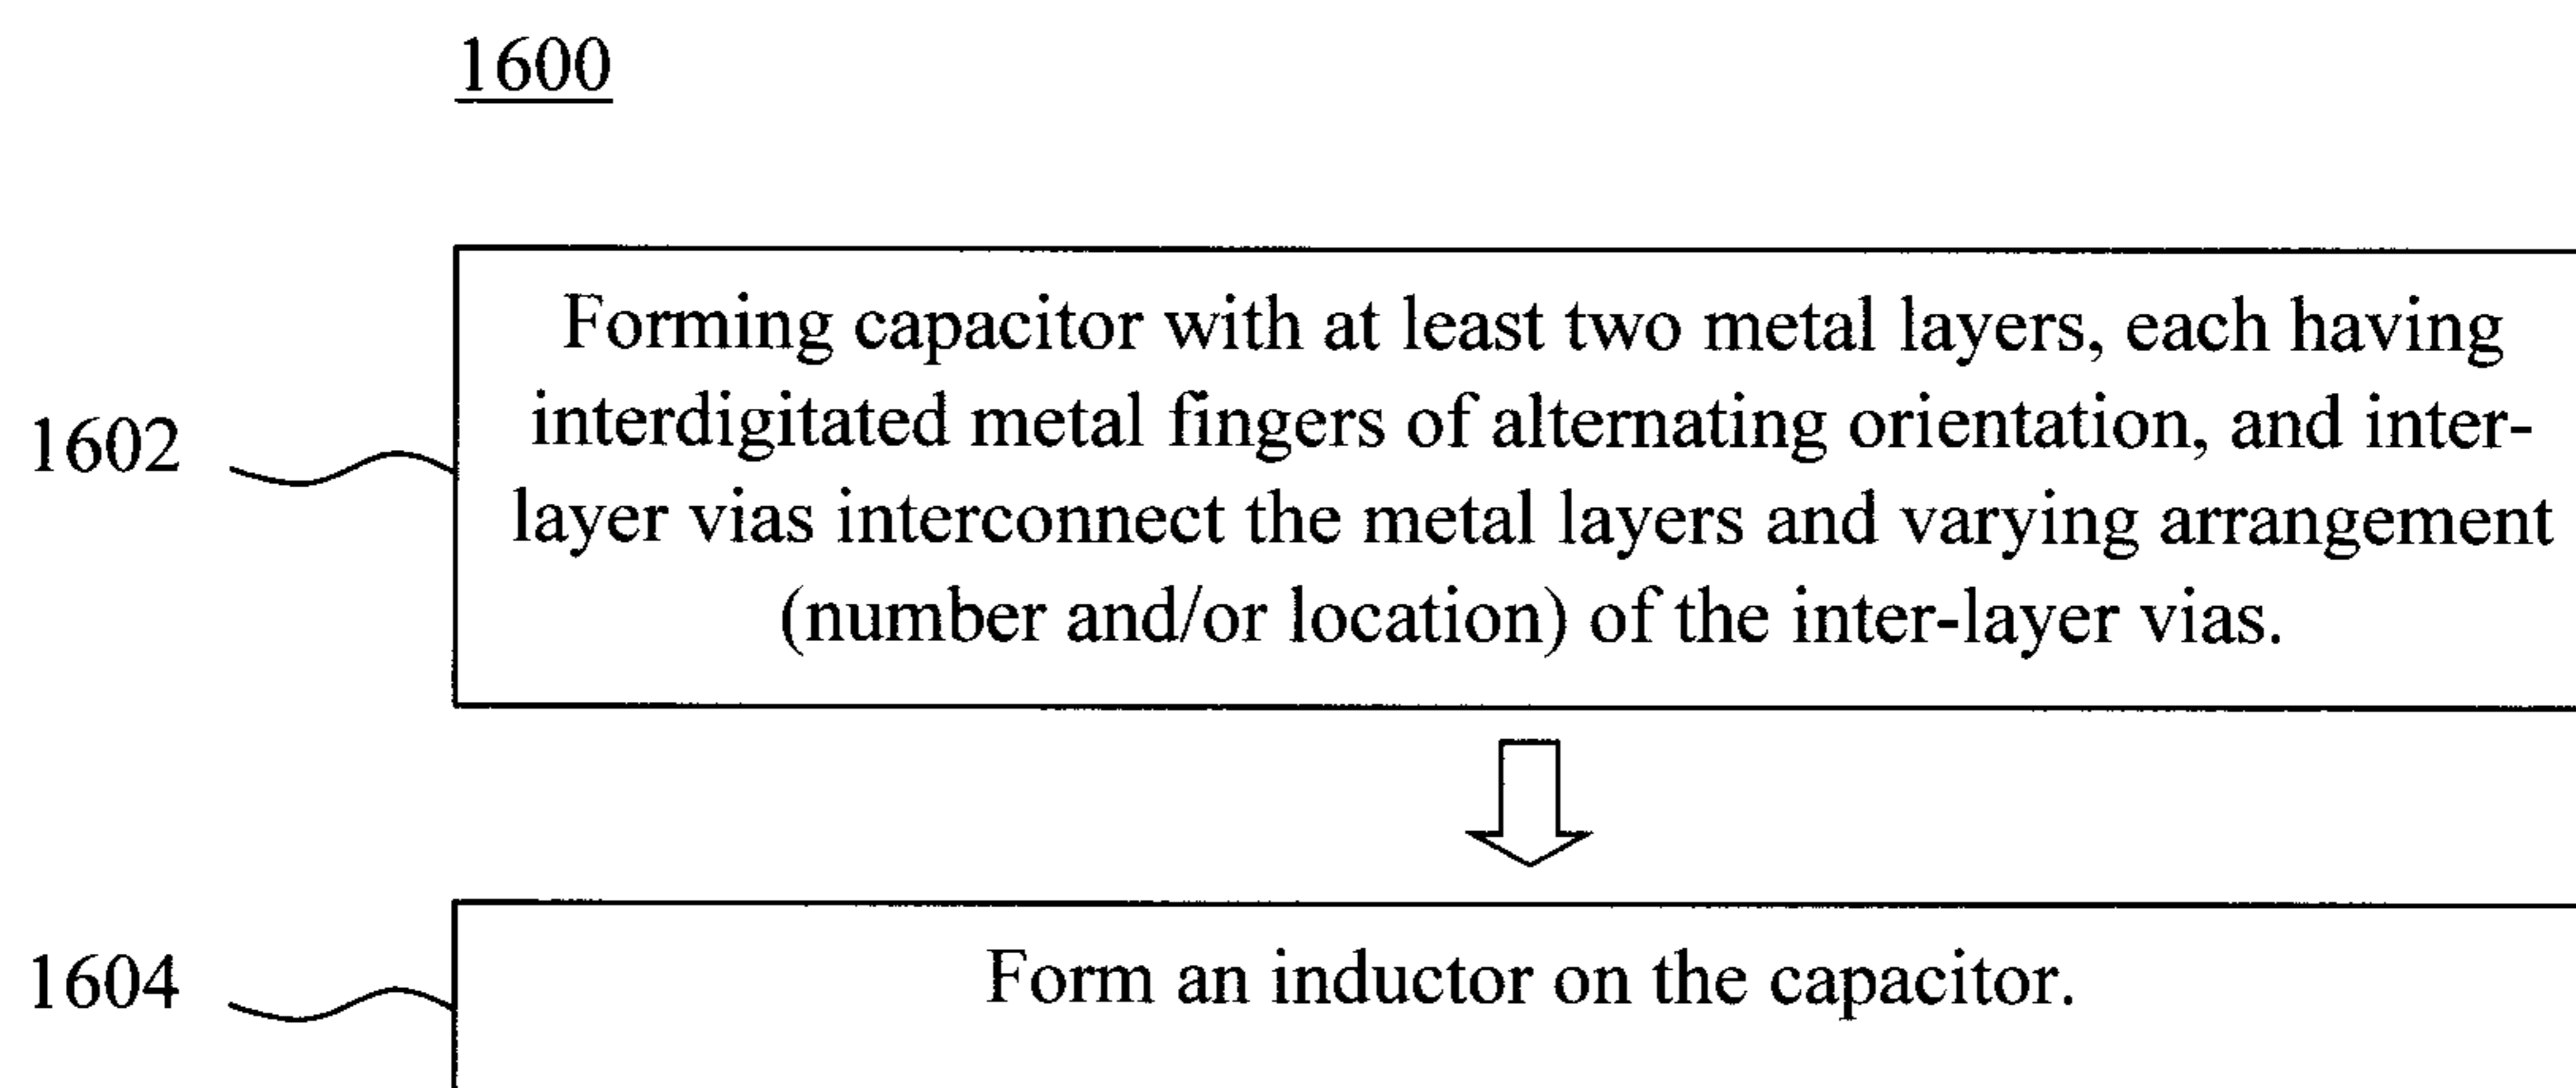 1600
Forming capacitor with at least two metal layers, each having
interdigitated metal fingers of alternating orientation, and inter-
1602
layer vias interconnect the metal layers and varying arrangement
(number and/or location) of the inter-layer vias.
1604
Form an inductor on the capacitor.